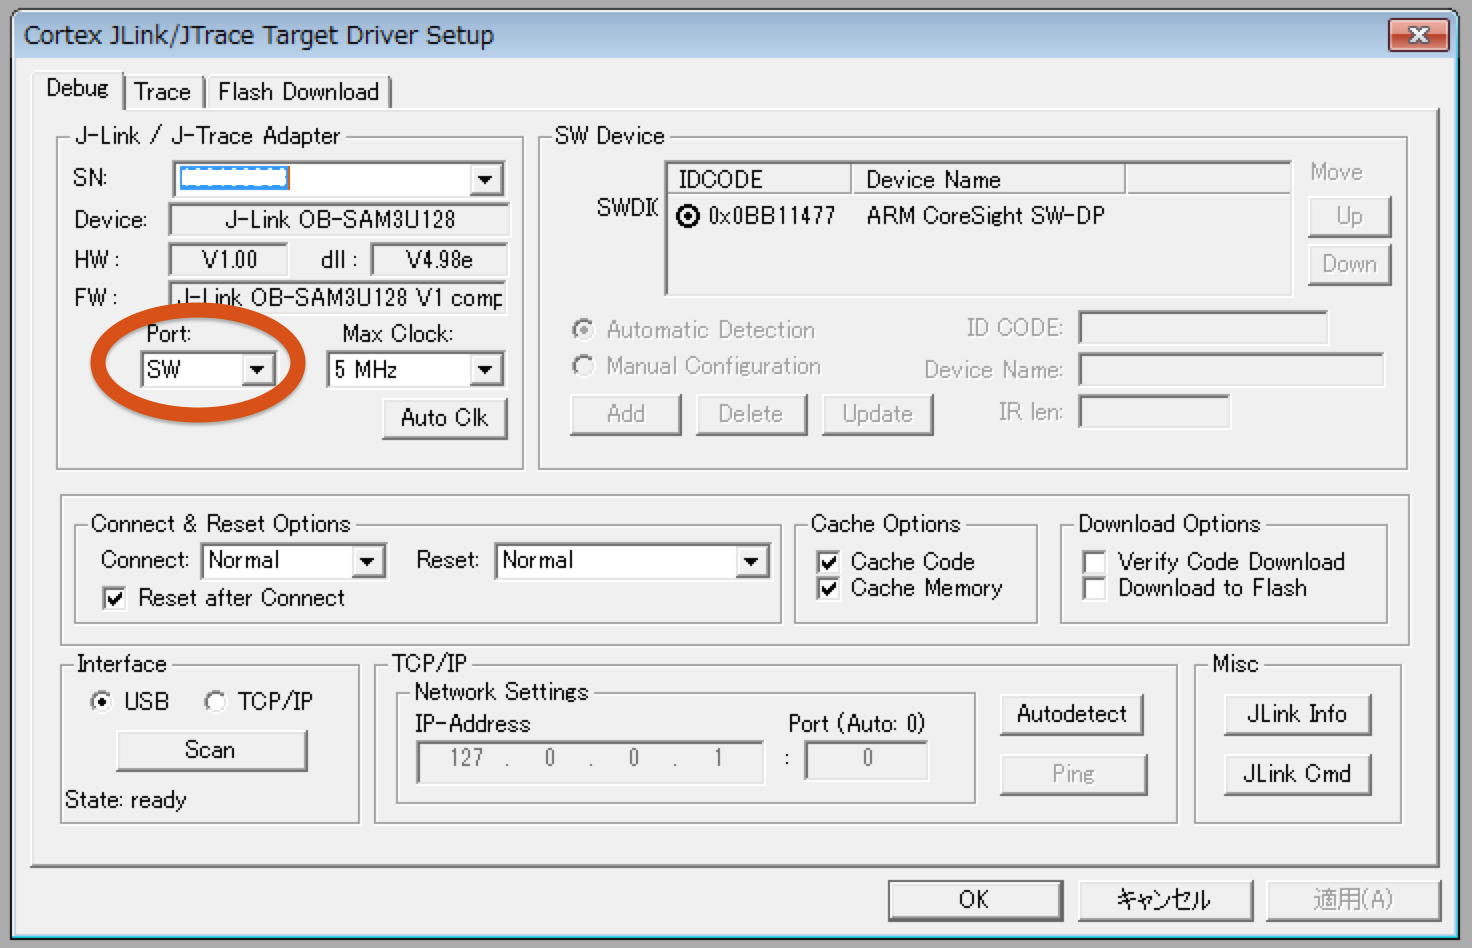 Cortex JLink/JTrace Target Driver Setup
Debug Trace Flash Download
J-Link / J-Trace Adapter
SN:
Device: J-Link OB-SAM3U128
HW : V1.00 dll : V4.98e
FW : J-Link OB-SAM3U128 V1 comp
Port: Max Clock:
SW 5 MHz
Auto Clk
SW Device
IDCODE Device Name
SWDI 0x0BB11477 ARM CoreSight SW-DP
Move
Up
Down
Automatic Detection ID CODE:
Manual Configuration Device Name:
Add Delete Update IR len:
Connect & Reset Options
Connect: Normal Reset: Normal
Reset after Connect
Cache Options
Cache Code
Cache Memory
Download Options
Verify Code Download
Download to Flash
Interface
USB TCP/IP
Scan
State: ready
TCP/IP
Network Settings
IP-Address Port (Auto: 0)
127 . 0 . 0 . 1 : 0
Autodetect
Ping
Misc
JLink Info
JLink Cmd
OK キャンセル 適用(A)